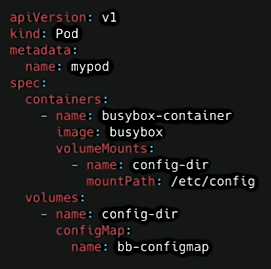 apiVersion: v1
kind: Pod
metadata:
  name: mypod
spec:
  containers:
    - name: busybox-container
      image: busybox
      volumeMounts:
        - name: config-dir
          mountPath: /etc/config
  volumes:
    - name: config-dir
      configMap:
        name: bb-configmap